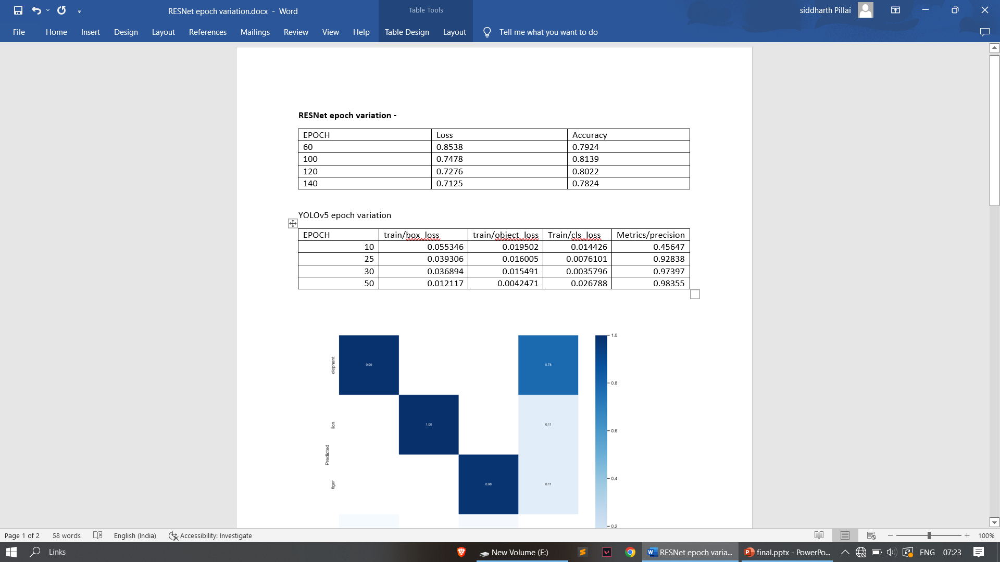 RESNet epoch variation.docx - Word
Table Tools
siddharth Pillai
File Home Insert Design Layout References Mailings Review View Help Table Design Layout Tell me what you want to do
RESNet epoch variation -
EPOCH Loss Accuracy
60 0.8538 0.7924
100 0.7478 0.8139
120 0.7276 0.8022
140 0.7125 0.7824
YOLOv5 epoch variation
EPOCH train/box_loss train/object_loss Train/cls_loss Metrics/precision
10 0.055346 0.019502 0.014426 0.45647
25 0.039306 0.016005 0.0076101 0.92838
30 0.036894 0.015491 0.0035796 0.97397
50 0.012117 0.0042471 0.026788 0.98355
1.0
elephant 0.99 0.78
0.8
lion 1.00 0.11
0.6
Predicted
tiger 0.98 0.11
0.4
0.2
Page 1 of 2 58 words English (India) Accessibility: Investigate 100%
Links New Volume (E:) RESNet epoch varia... final.pptx - PowerPo... ENG 07:23